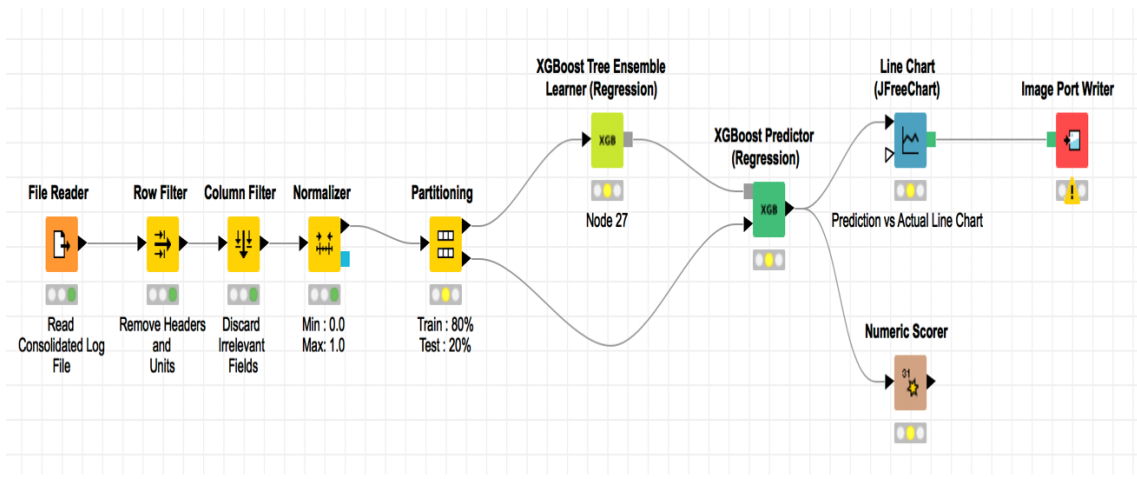 XGBoost Tree Ensemble
Learner (Regression)
XGB
Node 27
XGBoost Predictor
(Regression)
XGB
Line Chart
(JFreeChart)
Prediction vs Actual Line Chart
Image Port Writer
!
File Reader
Read
Consolidated Log
File
Row Filter
Remove Headers
and
Units
Column Filter
Discard
Irrelevant
Fields
Normalizer
Min : 0.0
Max: 1.0
Partitioning
Train : 80%
Test : 20%
Numeric Scorer